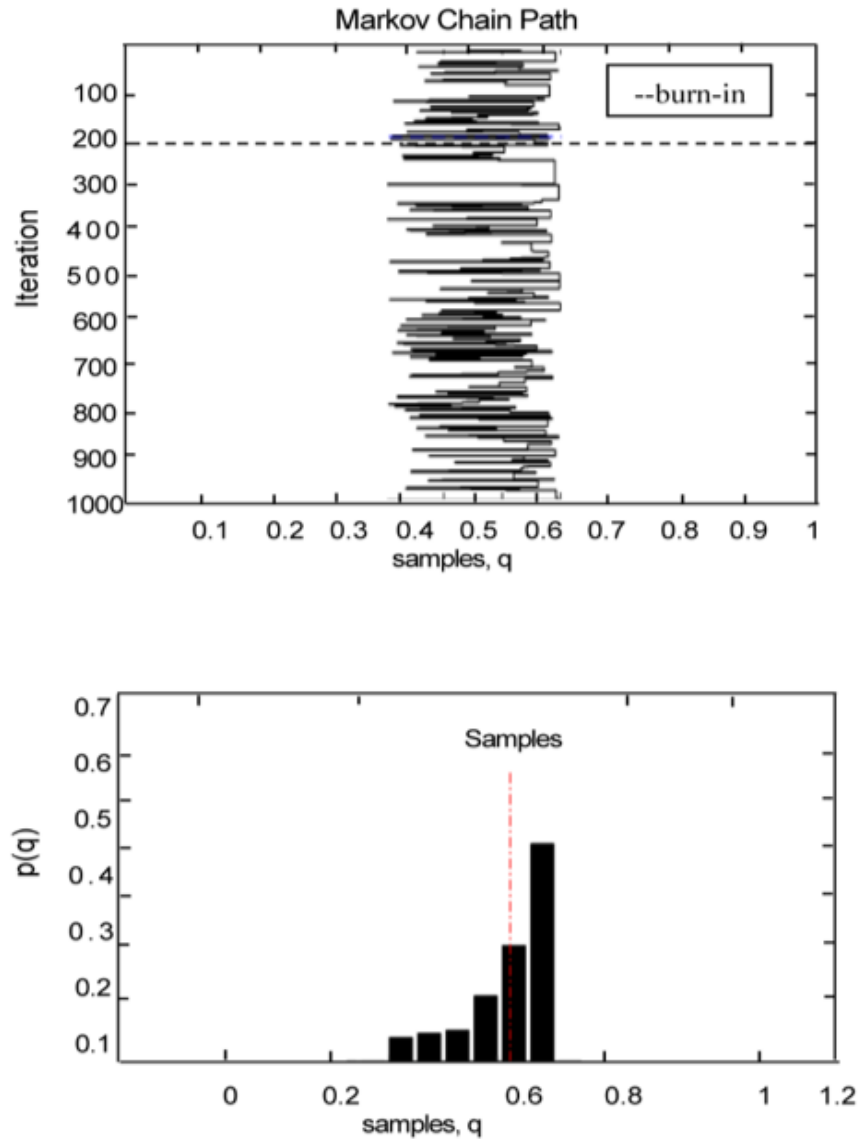 Markov Chain Path
--burn-in
Iteration
100
200
300
400
500
600
700
800
900
1000
0.1 0.2 0.3 0.4 0.5 0.6 0.7 0.8 0.9 1
samples, q
Samples
p(q)
0.7
0.6
0.5
0.4
0.3
0.2
0.1
0 0.2 0.6 0.8 1 1.2
samples, q